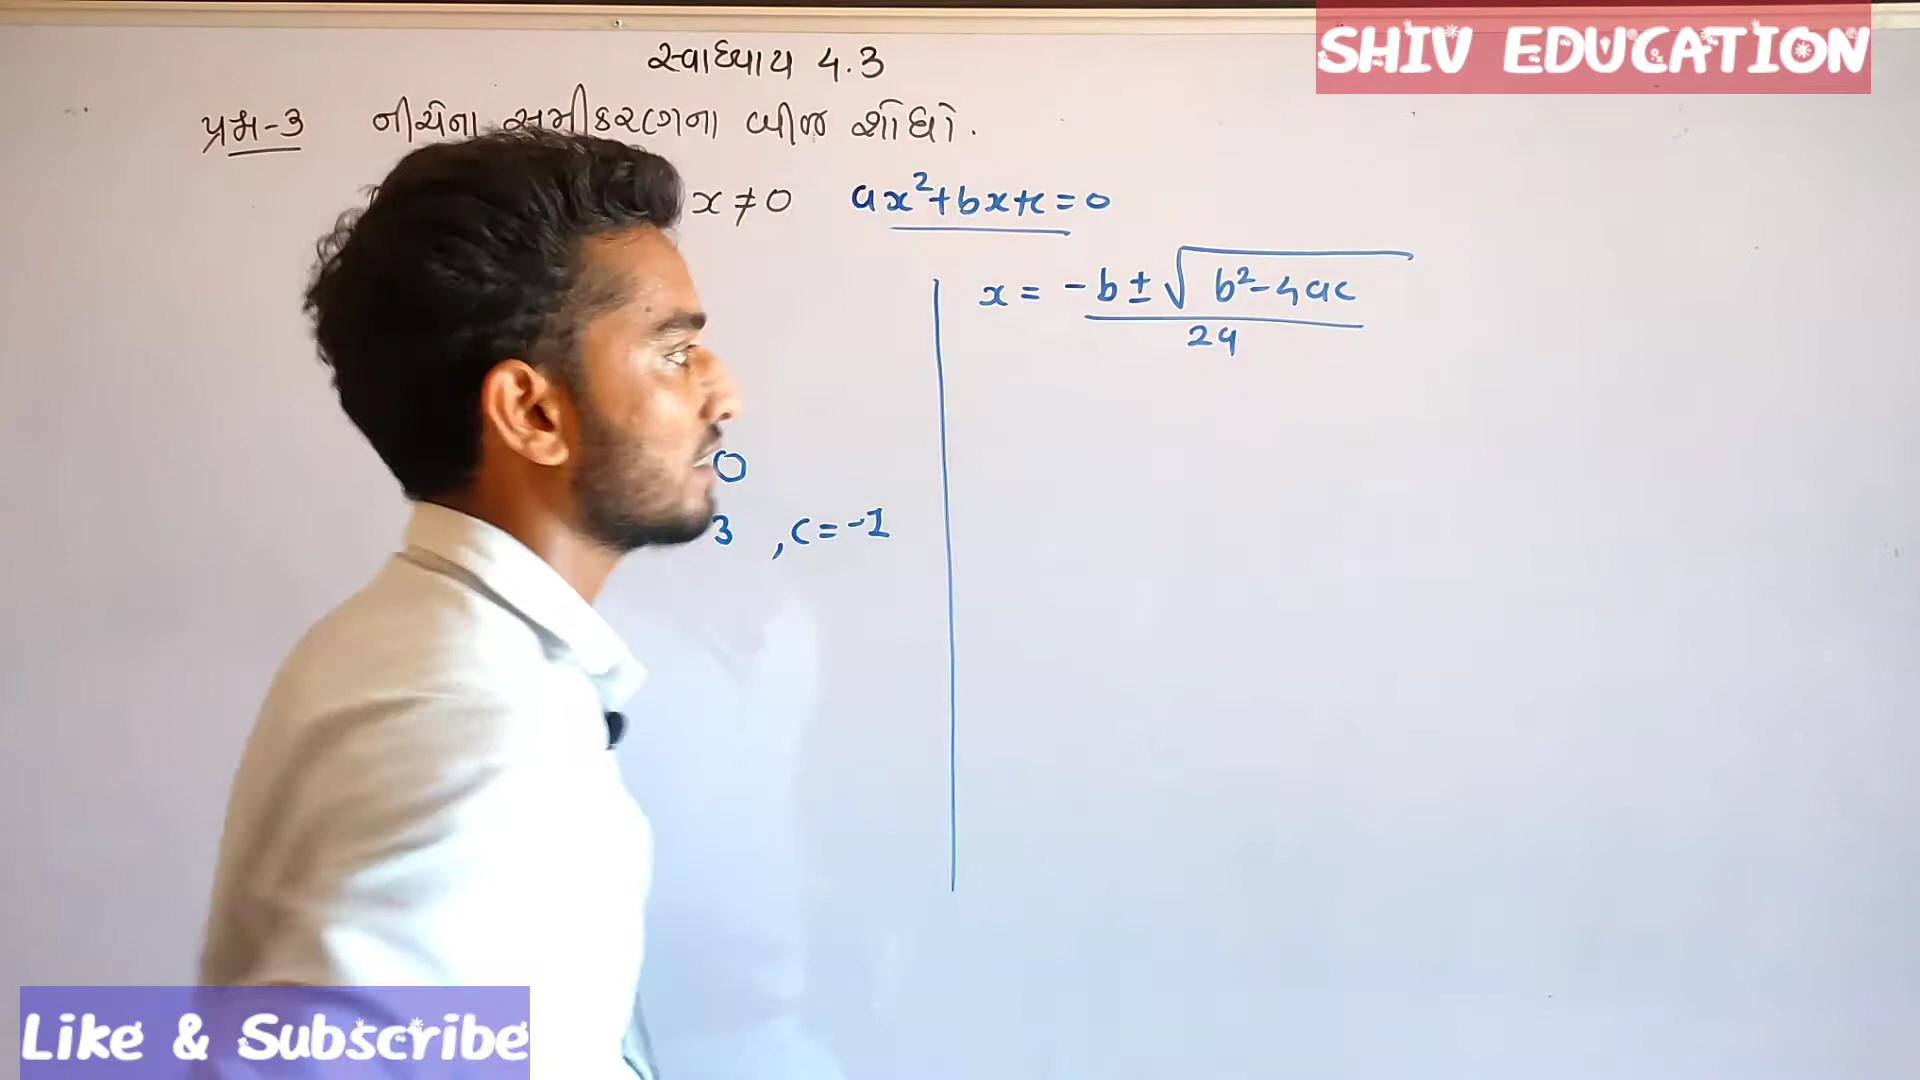 SHIV EDUCATION
સ્વાધ્યાય 4.3
પ્રશ્ન-3 નીચેના સમીકરણના બીજ શોધો.
x ≠ 0 ax²+bx+c=0
x = -b ± √b²-4ac / 2a
0
3 , c = -1
Like & Subscribe